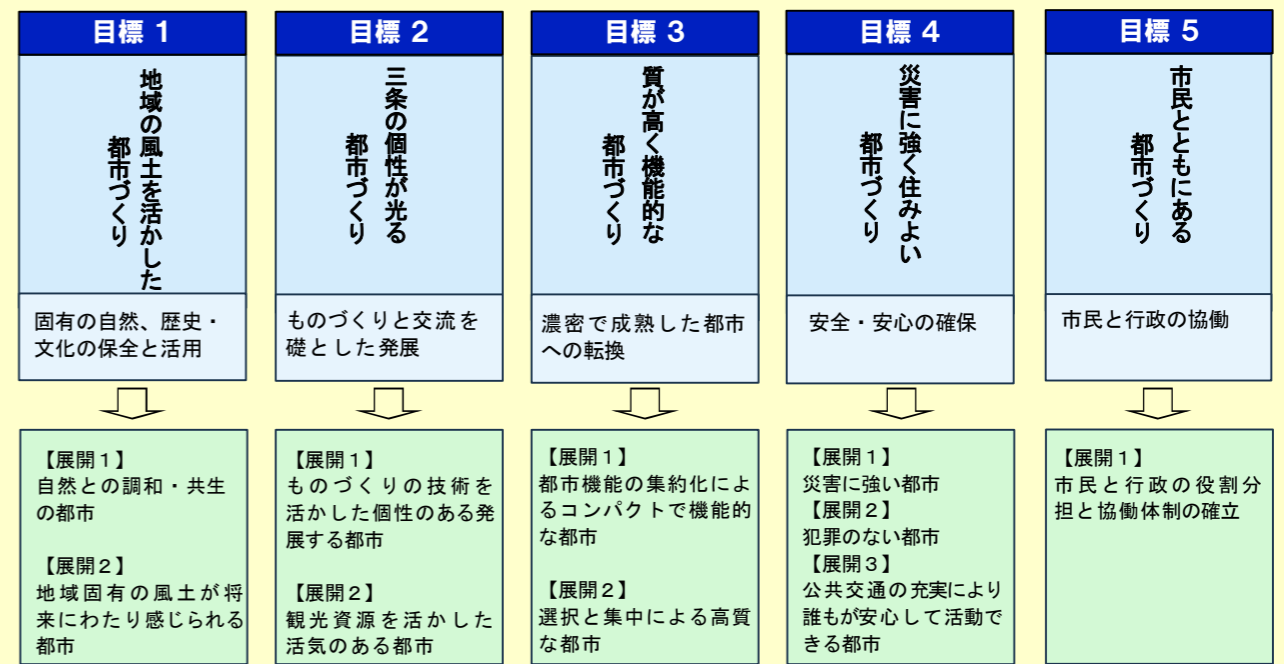 目標 1
地域の風土を活かした
都市づくり
固有の自然、歴史・
文化の保全と活用
【展開1】
自然との調和・共生
の都市
【展開2】
地域固有の風土が将
来にわたり感じられる
都市
目標 2
三条の個性が光る
都市づくり
ものづくりと交流を
礎とした発展
【展開1】
ものづくりの技術を
活かした個性のある発
展する都市
【展開2】
観光資源を活かした
活気のある都市
目標 3
質が高く機能的な
都市づくり
濃密で成熟した都市
への転換
【展開1】
都市機能の集約化によ
るコンパクトで機能的
な都市
【展開2】
選択と集中による高質
な都市
目標 4
災害に強く住みよい
都市づくり
安全・安心の確保
【展開1】
災害に強い都市
【展開2】
犯罪のない都市
【展開3】
公共交通の充実により
誰もが安心して活動で
きる都市
目標 5
市民とともにある
都市づくり
市民と行政の協働
【展開1】
市民と行政の役割分
担と協働体制の確立